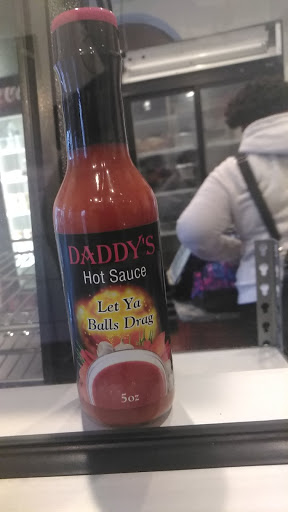 DADDY'S
Hot Sauce
Let Ya
Balls Drag
5oz